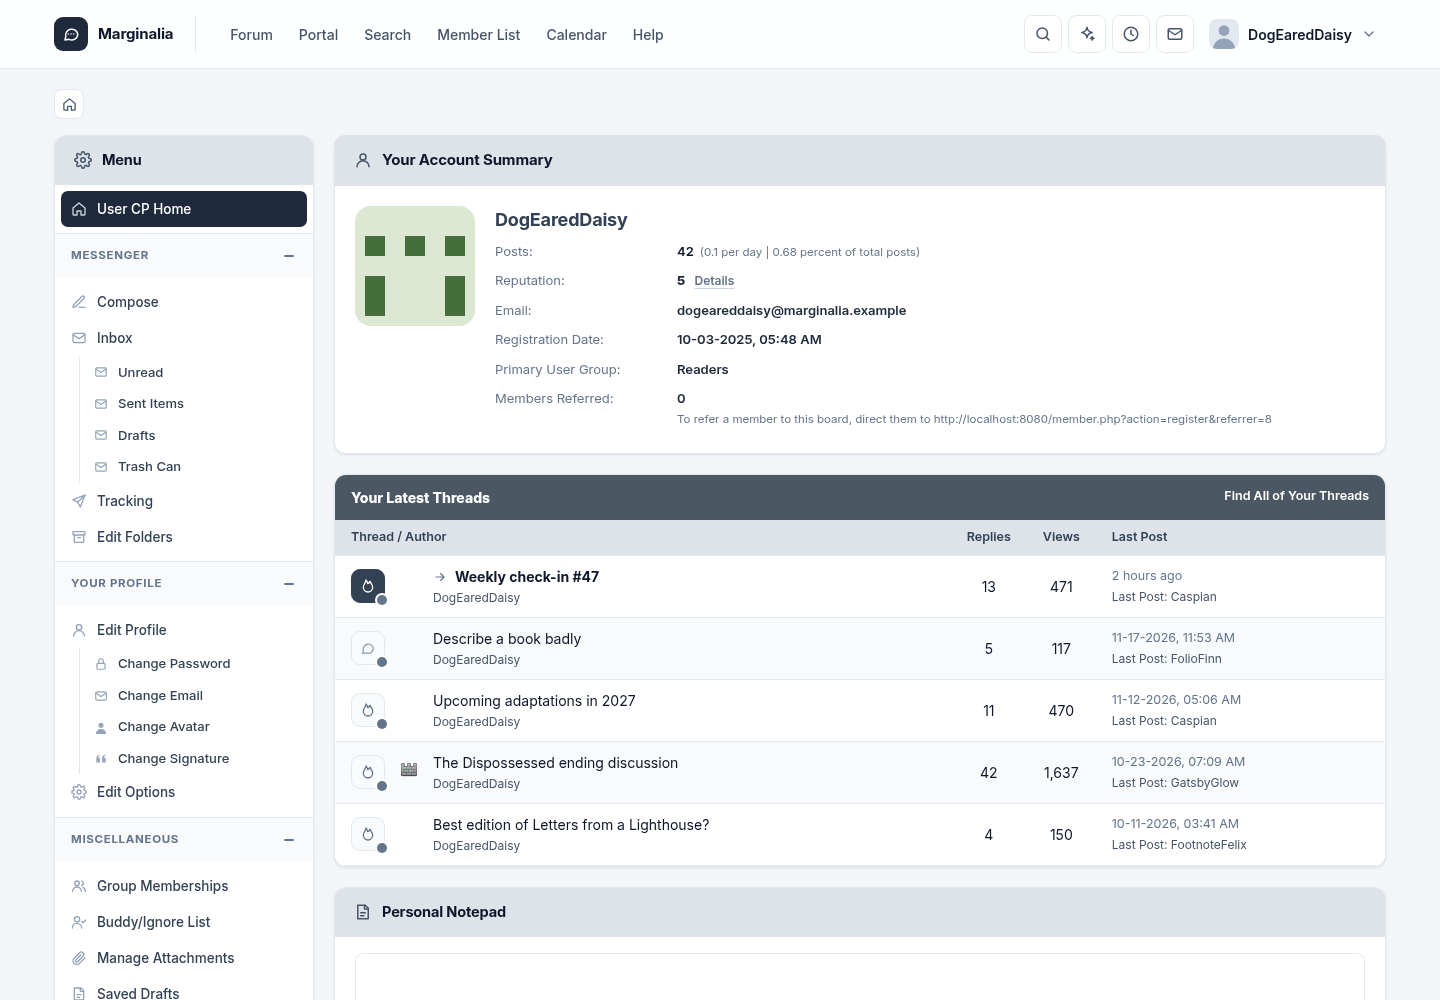 Marginalia
Forum
Portal
Search
Member List
Calendar
Help
DogEaredDaisy
Menu
User CP Home
MESSENGER
Compose
Inbox
Unread
Sent Items
Drafts
Trash Can
Tracking
Edit Folders
YOUR PROFILE
Edit Profile
Change Password
Change Email
Change Avatar
Change Signature
Edit Options
MISCELLANEOUS
Group Memberships
Buddy/Ignore List
Manage Attachments
Saved Drafts
Your Account Summary
DogEaredDaisy
Posts: 42 (0.1 per day | 0.68 percent of total posts)
Reputation: 5 Details
Email: dogeareddaisy@marginalia.example
Registration Date: 10-03-2025, 05:48 AM
Primary User Group: Readers
Members Referred: 0
To refer a member to this board, direct them to http://localhost:8080/member.php?action=register&referrer=8
Your Latest Threads Find All of Your Threads
Thread / Author Replies Views Last Post
Weekly check-in #47 13 471 2 hours ago
DogEaredDaisy Last Post: Caspian
Describe a book badly 5 117 11-17-2026, 11:53 AM
DogEaredDaisy Last Post: FolioFinn
Upcoming adaptations in 2027 11 470 11-12-2026, 05:06 AM
DogEaredDaisy Last Post: Caspian
The Dispossessed ending discussion 42 1,637 10-23-2026, 07:09 AM
DogEaredDaisy Last Post: GatsbyGlow
Best edition of Letters from a Lighthouse? 4 150 10-11-2026, 03:41 AM
DogEaredDaisy Last Post: FootnoteFelix
Personal Notepad